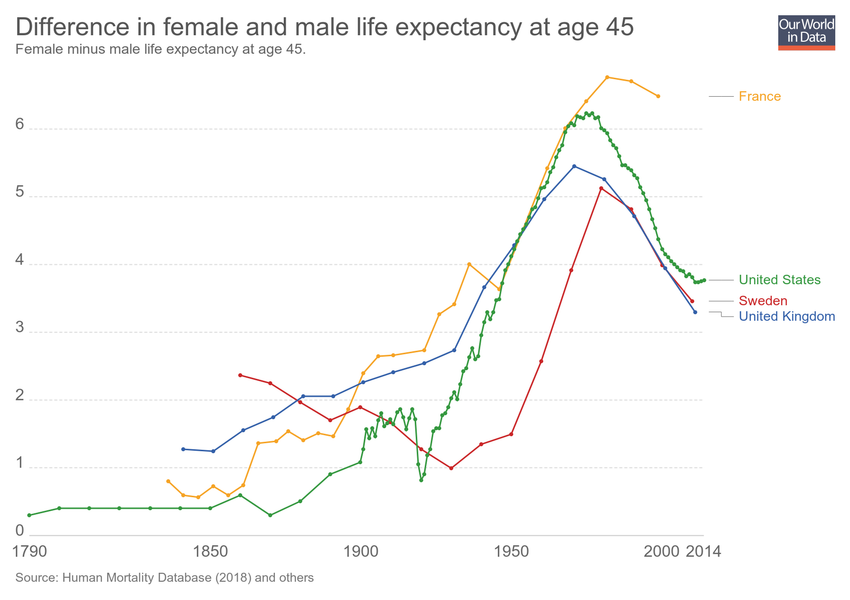 Difference in female and male life expectancy at age 45
Female minus male life expectancy at age 45.
Our World
in Data
6
5
4
3
2
1
0
1790
1850
1900
1950
2000
2014
France
United States
Sweden
United Kingdom
Source: Human Mortality Database (2018) and others